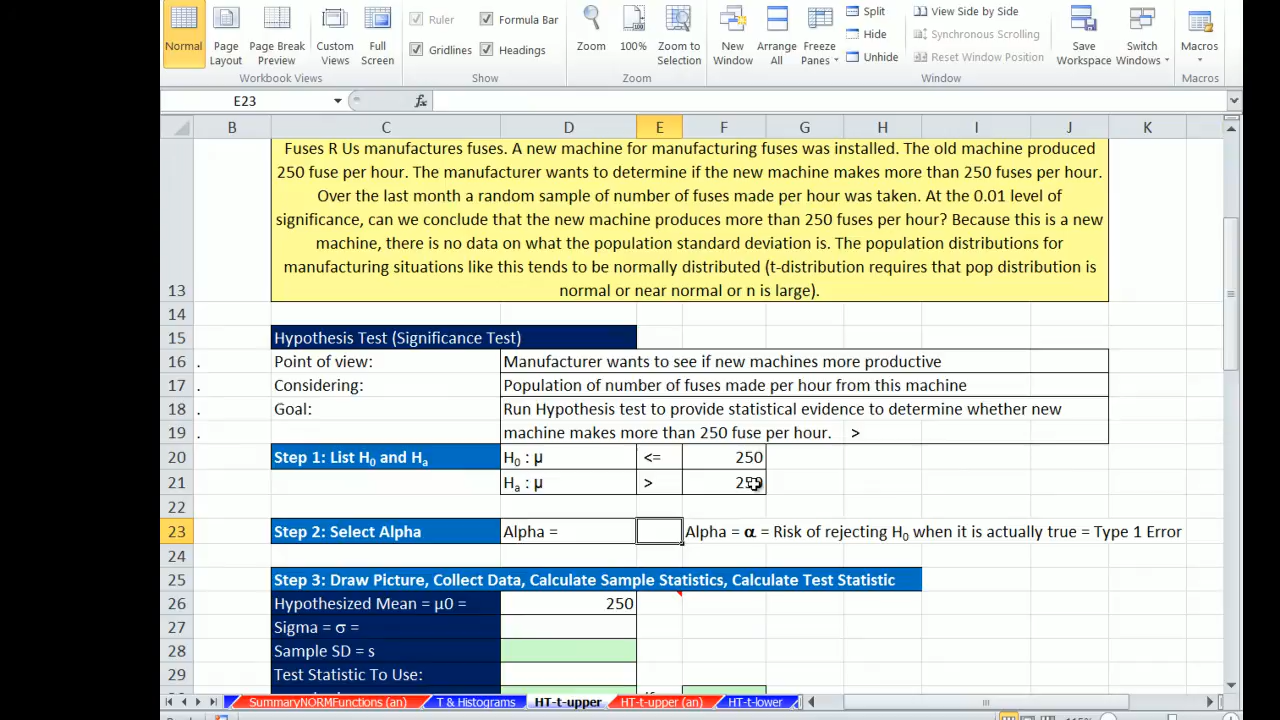 Normal
Page Layout
Page Break Preview
Custom Views
Full Screen
Workbook Views
Ruler
Formula Bar
Gridlines
Headings
Show
Zoom
100%
Zoom to Selection
Zoom
New Window
Arrange All
Freeze Panes
Split
Hide
Unhide
View Side by Side
Synchronous Scrolling
Reset Window Position
Window
Save Workspace
Switch Windows
Macros
Macros
E23
fx
B C D E F G H I J K
Fuses R Us manufactures fuses. A new machine for manufacturing fuses was installed. The old machine produced
250 fuse per hour. The manufacturer wants to determine if the new machine makes more than 250 fuses per hour.
Over the last month a random sample of number of fuses made per hour was taken. At the 0.01 level of
significance, can we conclude that the new machine produces more than 250 fuses per hour? Because this is a new
machine, there is no data on what the population standard deviation is. The population distributions for
manufacturing situations like this tends to be normally distributed (t-distribution requires that pop distribution is
13 normal or near normal or n is large).
14
15 Hypothesis Test (Significance Test)
16 . Point of view: Manufacturer wants to see if new machines more productive
17 . Considering: Population of number of fuses made per hour from this machine
18 . Goal: Run Hypothesis test to provide statistical evidence to determine whether new
19 . machine makes more than 250 fuse per hour. >
20 Step 1: List H₀ and Hₐ H₀ : µ <= 250
21 Hₐ : µ > 250
22
23 Step 2: Select Alpha Alpha = Alpha = α = Risk of rejecting H₀ when it is actually true = Type 1 Error
24
25 Step 3: Draw Picture, Collect Data, Calculate Sample Statistics, Calculate Test Statistic
26 Hypothesized Mean = µ0 = 250
27 Sigma = σ =
28 Sample SD = s
29 Test Statistic To Use:
SummaryNORMFunctions (an) T & Histograms HT-t-upper HT-t-upper (an) HT-t-lower